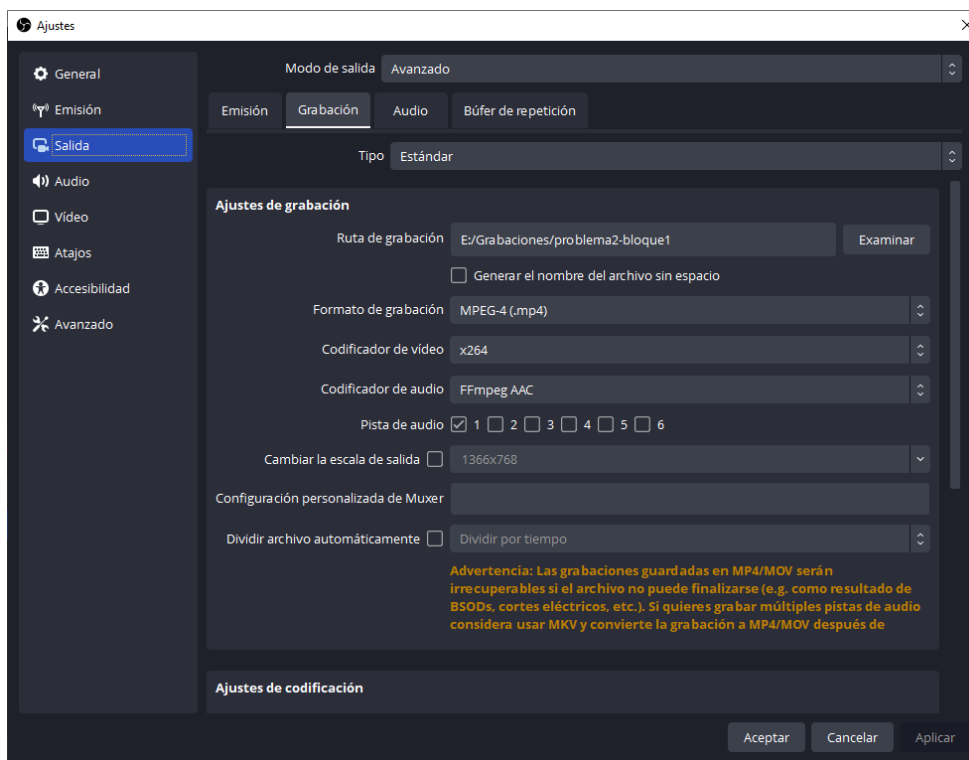 Ajustes
General
Emisión
Salida
Audio
Vídeo
Atajos
Accesibilidad
Avanzado
Modo de salida Avanzado
Emisión Grabación Audio Búfer de repetición
Tipo Estándar
Ajustes de grabación
Ruta de grabación E:/Grabaciones/problema2-bloque1 Examinar
Generar el nombre del archivo sin espacio
Formato de grabación MPEG-4 (.mp4)
Codificador de vídeo x264
Codificador de audio FFmpeg AAC
Pista de audio 1 2 3 4 5 6
Cambiar la escala de salida 1366x768
Configuración personalizada de Muxer
Dividir archivo automáticamente Dividir por tiempo
Advertencia: Las grabaciones guardadas en MP4/MOV serán
irrecuperables si el archivo no puede finalizarse (e.g. como resultado de
BSODs, cortes eléctricos, etc.). Si quieres grabar múltiples pistas de audio
considera usar MKV y convierte la grabación a MP4/MOV después de
Ajustes de codificación
Aceptar Cancelar Aplicar